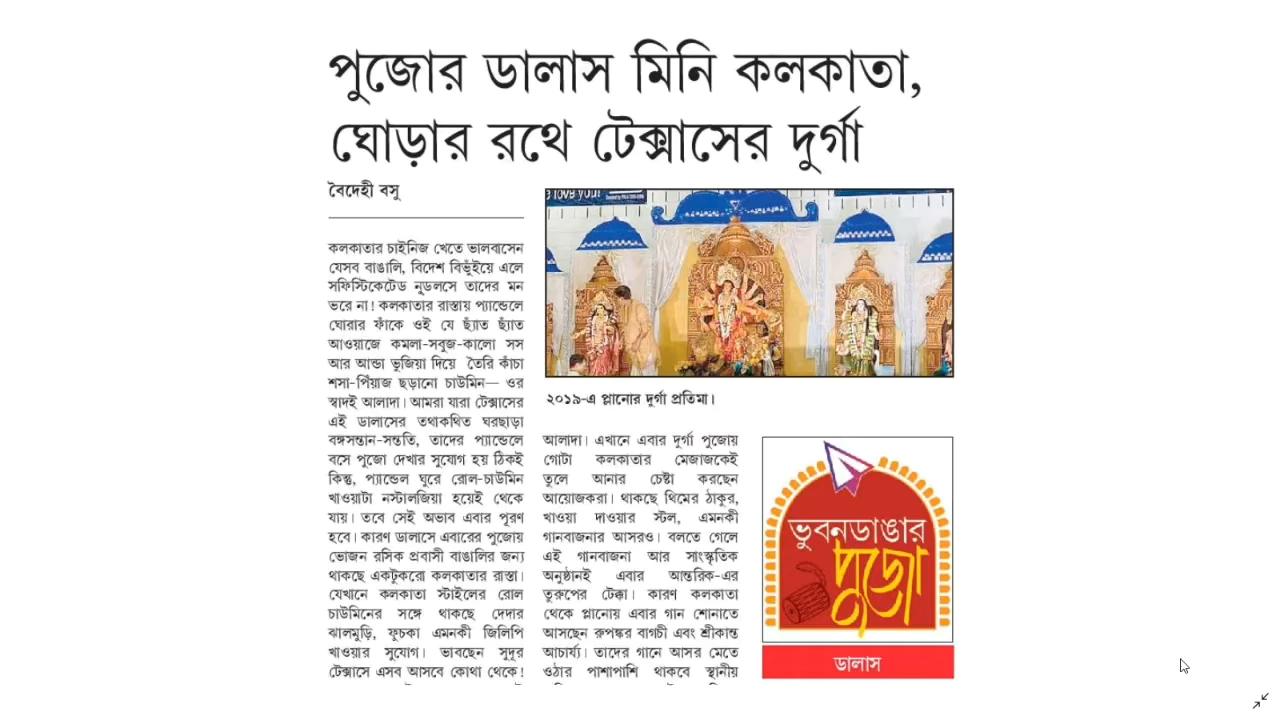 পুজোর ডালাস মিনি কলকাতা,
ঘোড়ার রথে টেক্সাসের দুর্গা
বৈদেহী বসু
কলকাতার চাইনিজ খেতে ভালবাসেন
যেসব বাঙালি, বিদেশ বিভুঁইয়ে এলে
সফিস্টিকেটেড নুডলসে তাদের মন
ভরে না! কলকাতার রাস্তায় প্যান্ডেলে
ঘোরার ফাঁকে ওই যে ছ্যাঁত ছ্যাঁত
আওয়াজে কমলা-সবুজ-কালো সস
আর আন্ডা ভুজিয়া দিয়ে তৈরি কাঁচা
শসা-পিঁয়াজ ছড়ানো চাউমিন— ওর
স্বাদই আলাদা। আমরা যারা টেক্সাসের
এই ডালাসের তথাকথিত ঘরছাড়া
বঙ্গসন্তান-সন্ততি, তাদের প্যান্ডেলে
বসে পুজো দেখার সুযোগ হয় ঠিকই
কিন্তু, প্যান্ডেল ঘুরে রোল-চাউমিন
খাওয়াটা নস্টালজিয়া হয়েই থেকে
যায়। তবে সেই অভাব এবার পূরণ
হবে। কারণ ডালাসে এবারের পুজোয়
ভোজন রসিক প্রবাসী বাঙালির জন্য
থাকছে একটুকরো কলকাতার রাস্তা।
যেখানে কলকাতা স্টাইলের রোল
চাউমিনের সঙ্গে থাকছে দেদার
ঝালমুড়ি, ফুচকা এমনকী জিলিপি
খাওয়ার সুযোগ। ভাবছেন সুদূর
টেক্সাসে এসব আসবে কোথা থেকে!
love you!
২০১৯-এ প্লানোর দুর্গা প্রতিমা।
আলাদা। এখানে এবার দুর্গা পুজোয়
গোটা কলকাতার মেজাজকেই
তুলে আনার চেষ্টা করছেন
আয়োজকরা। থাকছে থিমের ঠাকুর,
খাওয়া দাওয়ার স্টল, এমনকী
গানবাজনার আসরও। বলতে গেলে
এই গানবাজনা আর সাংস্কৃতিক
অনুষ্ঠানই এবার আন্তরিক-এর
তুরুপের টেক্কা। কারণ কলকাতা
থেকে প্লানোয় এবার গান শোনাতে
আসছেন রুপঙ্কর বাগচী এবং শ্রীকান্ত
আচার্য্য। তাদের গানে আসর মেতে
ওঠার পাশাপাশি থাকবে স্থানীয়
ভুবনডাঙার
পুজো
ডালাস